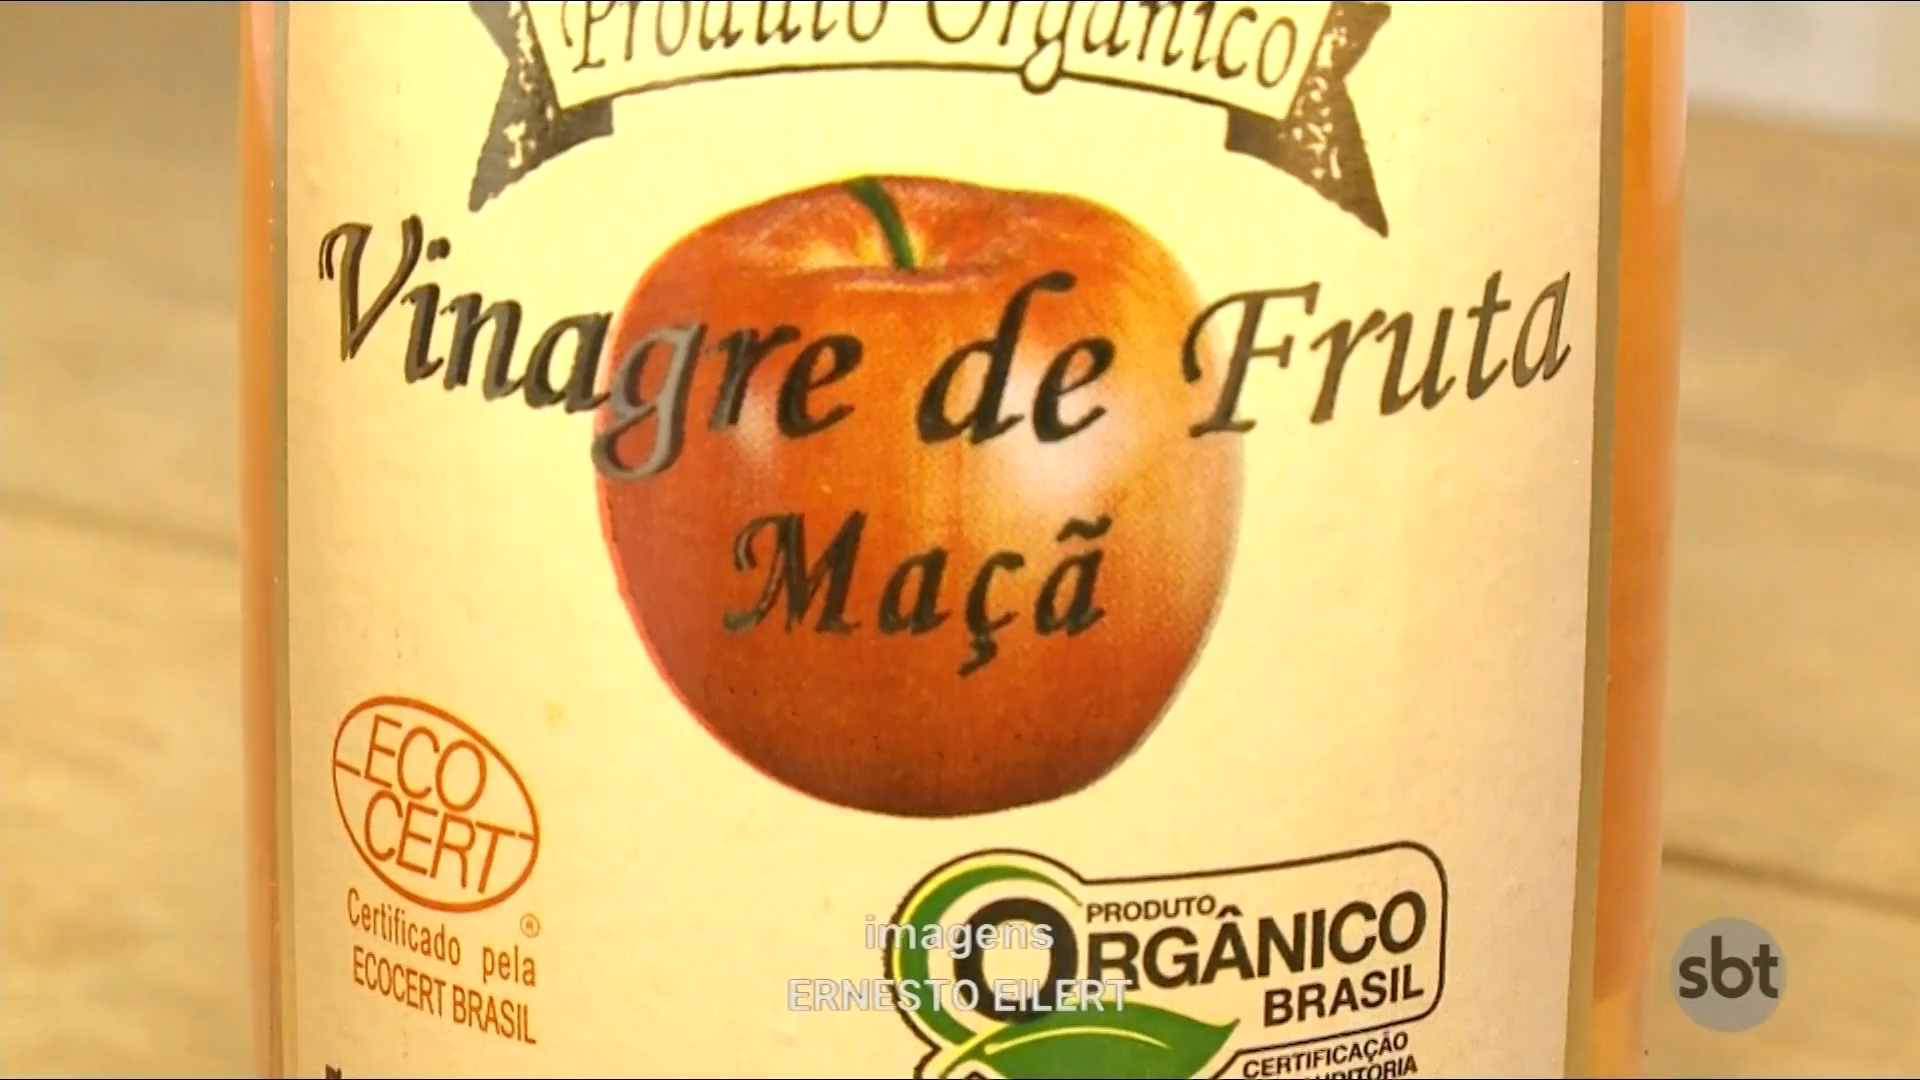 Produto Orgânico
Vinagre de Fruta
Maçã
ECO
CERT
®
Certificado pela
ECOCERT BRASIL
PRODUTO
ORGÂNICO
BRASIL
CERTIFICAÇÃO
imagens
ERNESTO EILERT
sbt